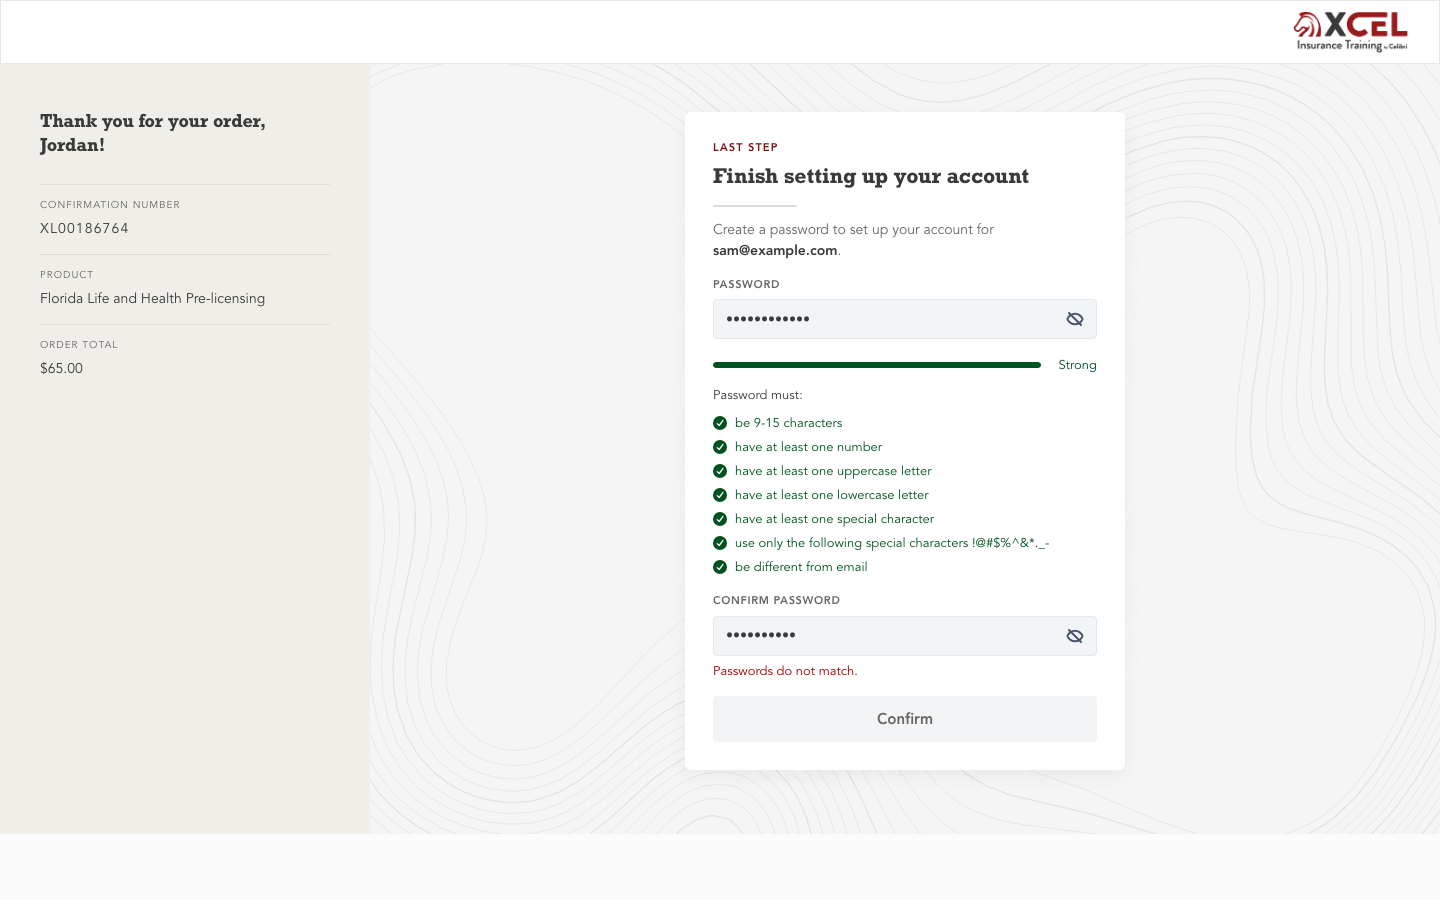 XCEL
Insurance Training by Colibri
Thank you for your order,
Jordan!
CONFIRMATION NUMBER
XL00186764
PRODUCT
Florida Life and Health Pre-licensing
ORDER TOTAL
$65.00
LAST STEP
Finish setting up your account
Create a password to set up your account for
sam@example.com.
PASSWORD
••••••••••••
Strong
Password must:
be 9-15 characters
have at least one number
have at least one uppercase letter
have at least one lowercase letter
have at least one special character
use only the following special characters !@#$%^&*._-
be different from email
CONFIRM PASSWORD
••••••••••
Passwords do not match.
Confirm